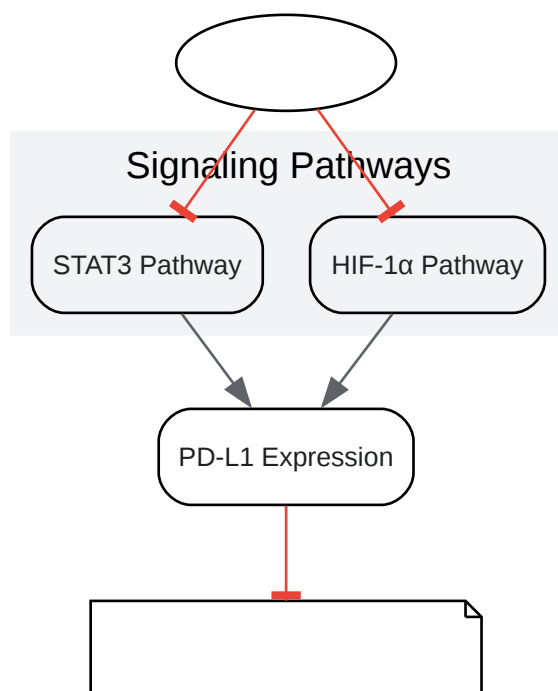 Signaling Pathways
STAT3 Pathway
HIF-1α Pathway
PD-L1 Expression